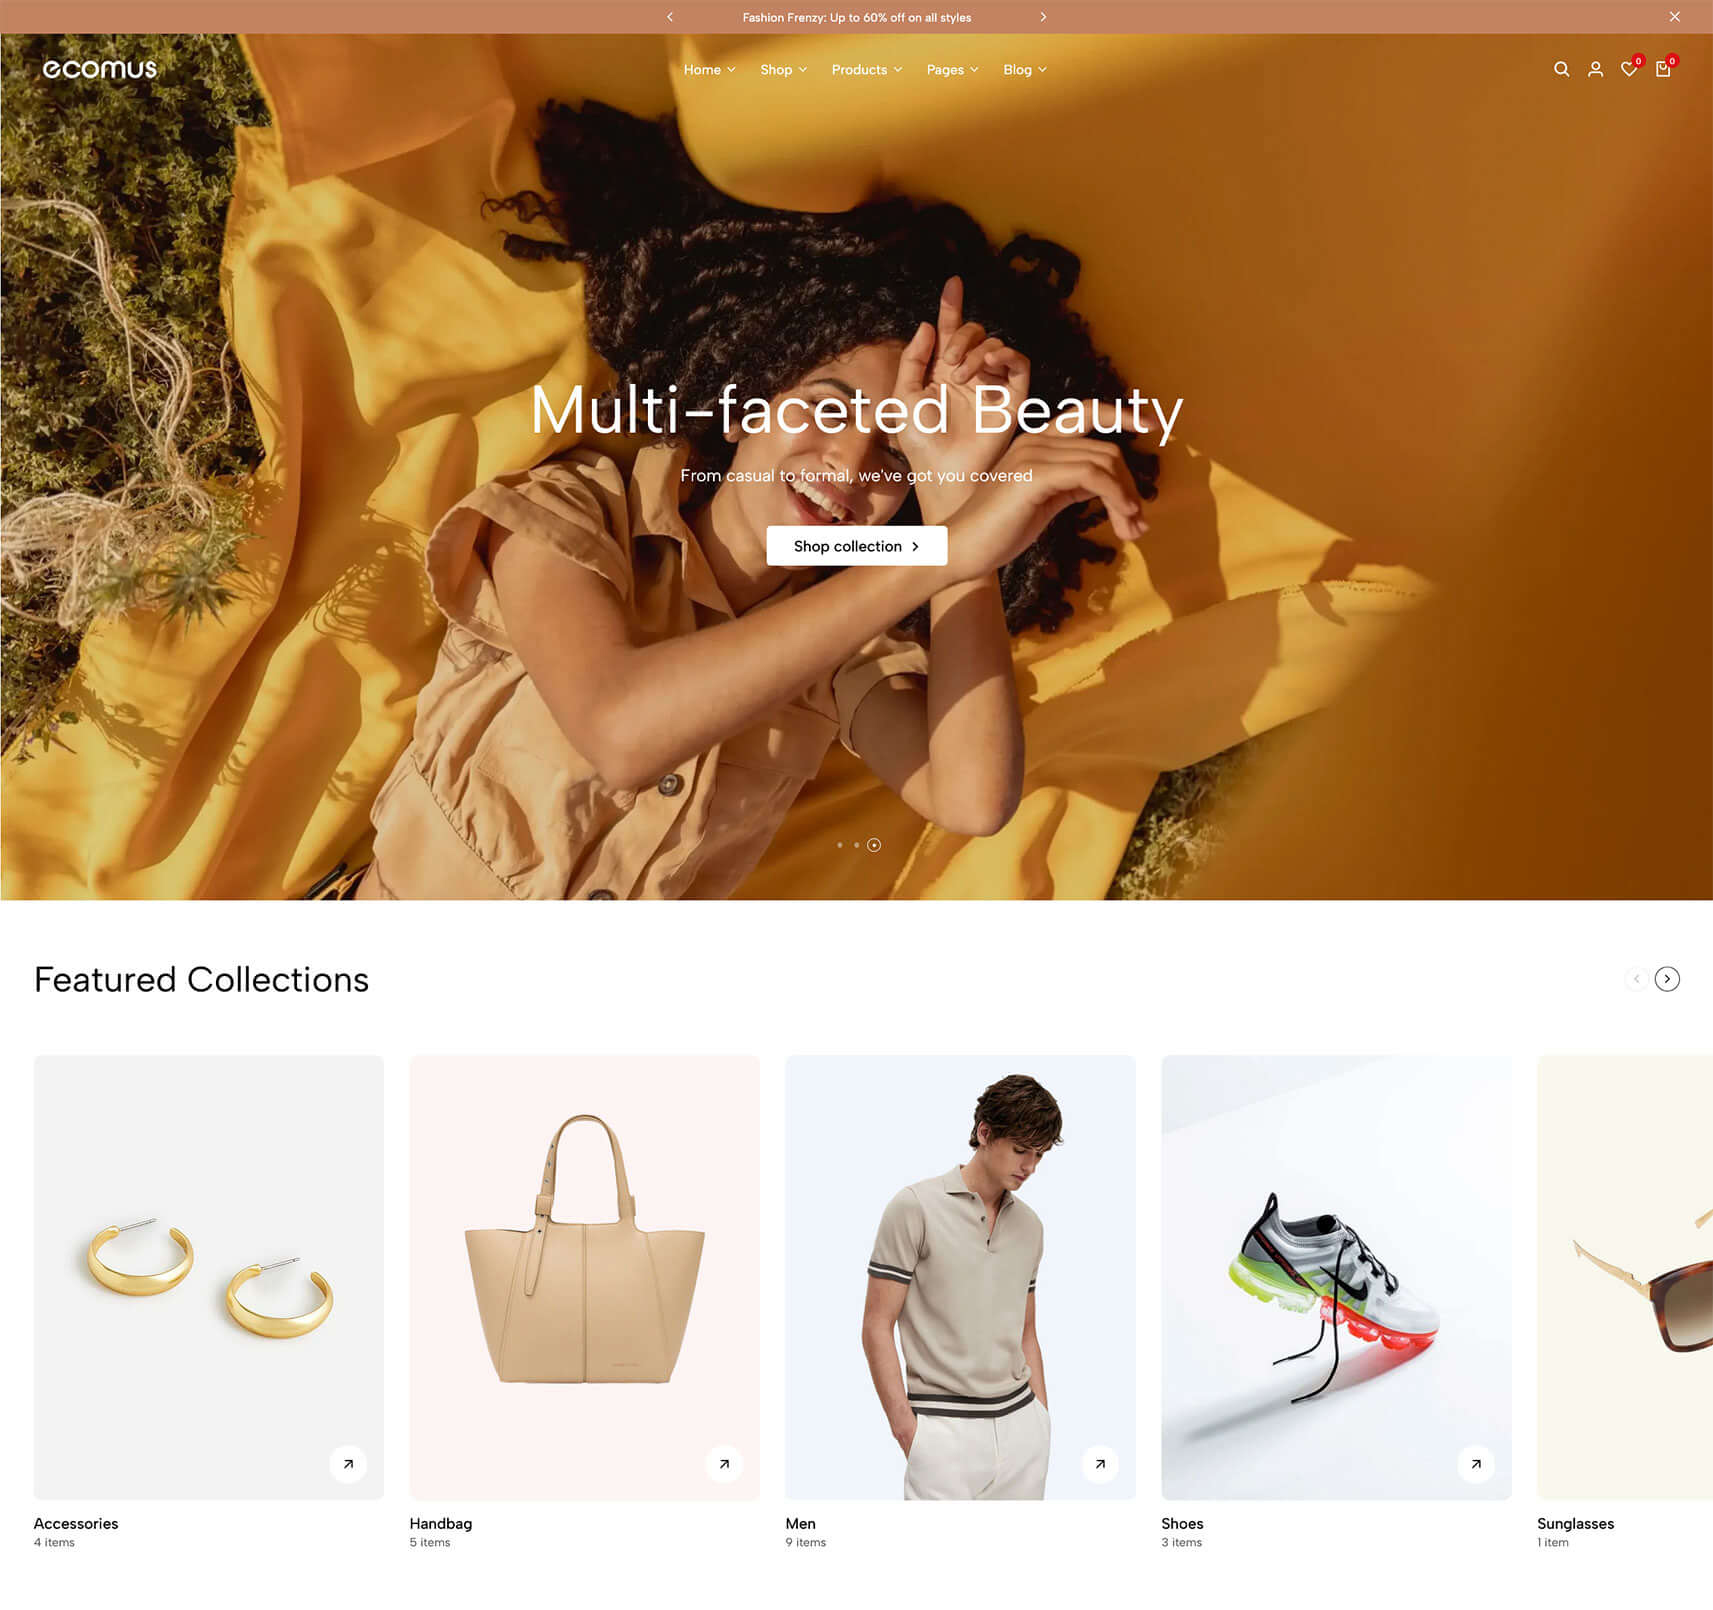 Fashion Frenzy: Up to 60% off on all styles
ecomus
Home Shop Products Pages Blog
0 0
Multi-faceted Beauty
From casual to formal, we've got you covered
Shop collection
Featured Collections
Accessories
4 items
Handbag
5 items
Men
9 items
Shoes
3 items
Sunglasses
1 item